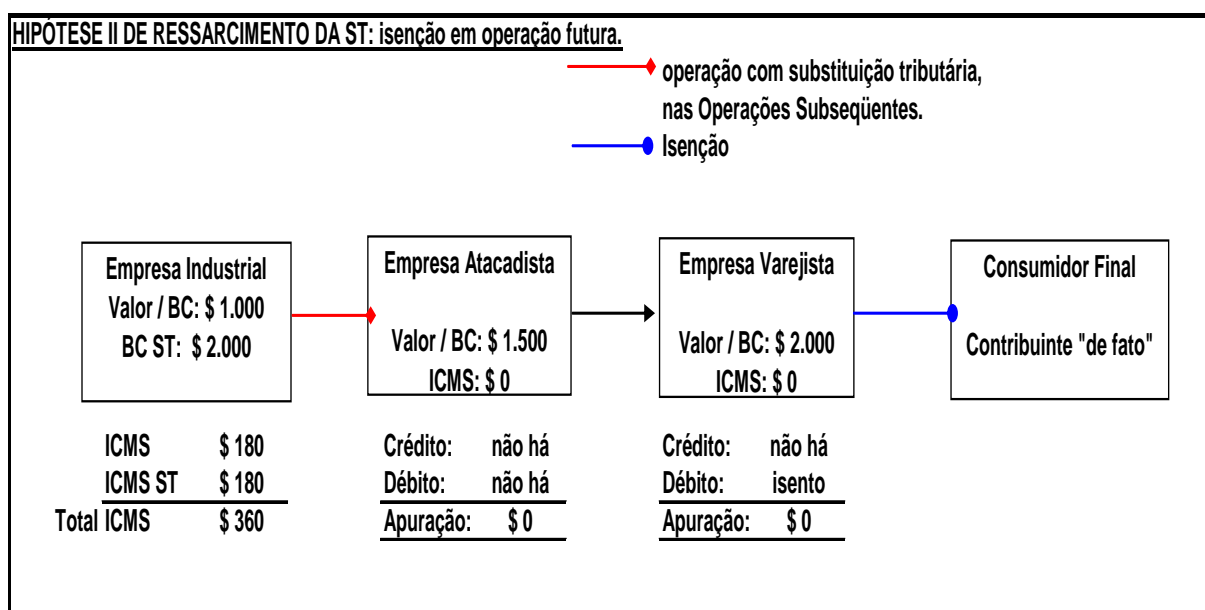 HIPÓTESE II DE RESSARCIMENTO DA ST: isenção em operação futura.
operação com substituição tributária,
nas Operações Subseqüentes.
Isenção
Empresa Industrial
Valor / BC: $ 1.000
BC ST: $ 2.000
Empresa Atacadista
Valor / BC: $ 1.500
ICMS: $ 0
Empresa Varejista
Valor / BC: $ 2.000
ICMS: $ 0
Consumidor Final
Contribuinte "de fato"
ICMS $ 180
ICMS ST $ 180
Total ICMS $ 360
Crédito: não há
Débito: não há
Apuração: $ 0
Crédito: não há
Débito: isento
Apuração: $ 0